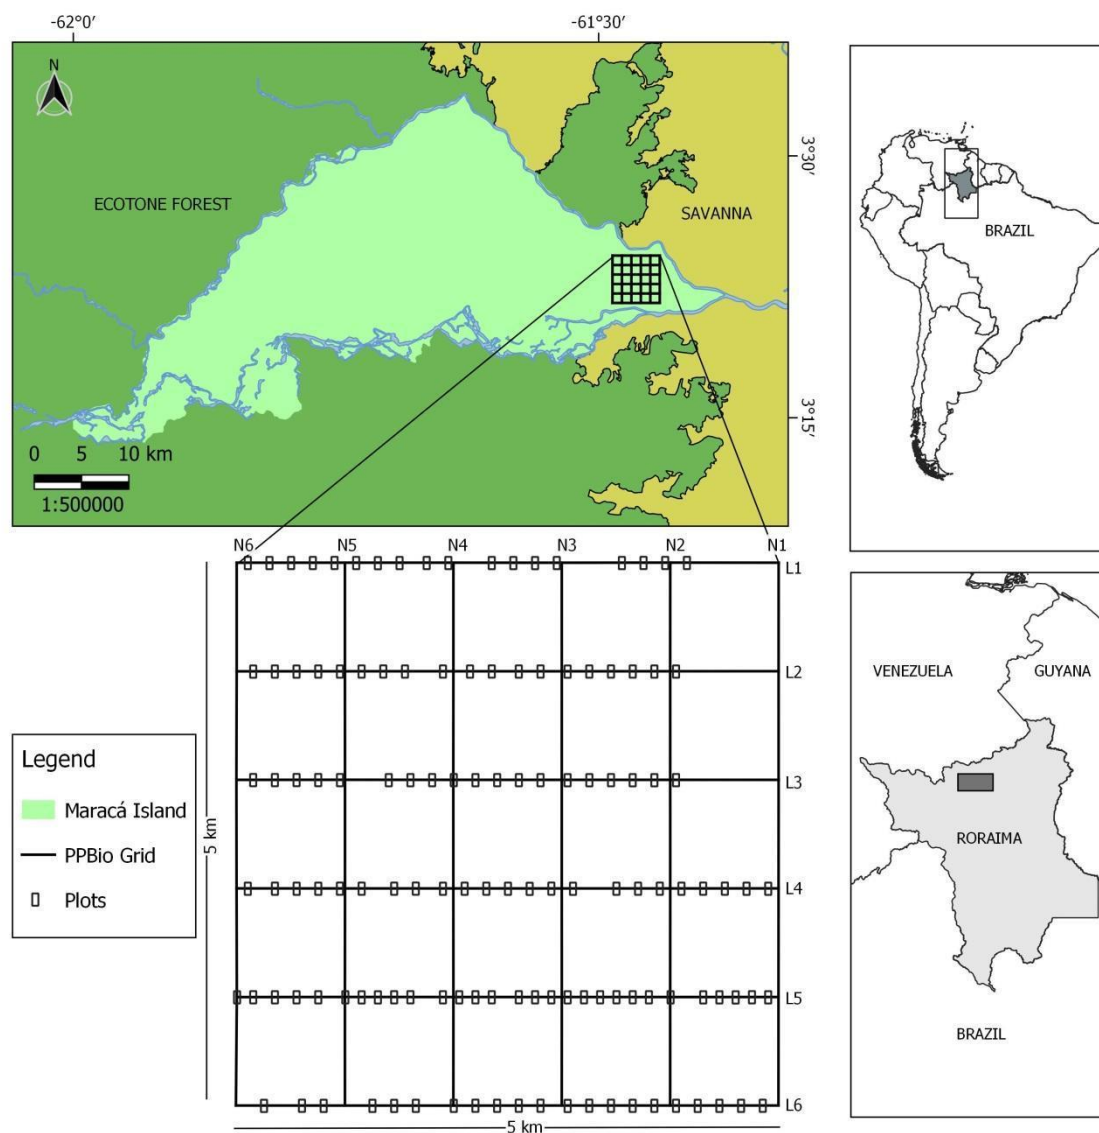 -62°0′
-61°30′
N
3°30′
ECOTONE FOREST
SAVANNA
BRAZIL
3°15′
0 5 10 km
1:500000
N6 N5 N4 N3 N2 N1
L1
L2
VENEZUELA
GUYANA
Legend
Maracá Island
PPBio Grid
Plots
5 km
L3
RORAIMA
L4
L5
BRAZIL
L6
5 km